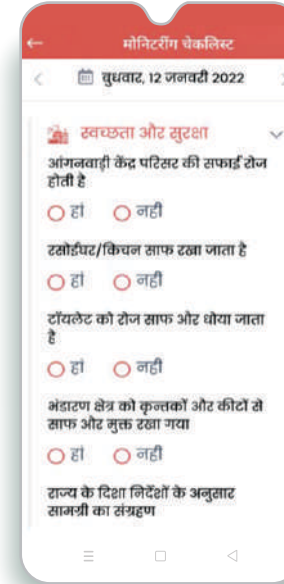 मोनिटरींग चेकलिस्ट
बुधवार, 12 जनवरी 2022
स्वच्छता और सुरक्षा
आंगनवाड़ी केंद्र परिसर की सफाई रोज
होती है
हां नही
रसोईघर/किचन साफ रखा जाता है
हां नही
टॉयलेट को रोज साफ और धोया जाता
है
हां नही
भंडारण क्षेत्र को कृन्तकों और कीटों से
साफ और मुक्त रखा गया
हां नही
राज्य के दिशा निर्देशों के अनुसार
सामग्री का संग्रहण